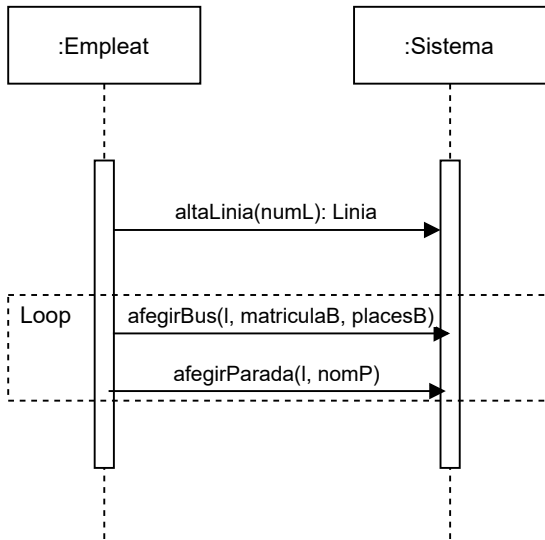 :Empleat
:Sistema
altaLinia(numL): Linia
Loop
afegirBus(l, matriculaB, placesB)
afegirParada(l, nomP)